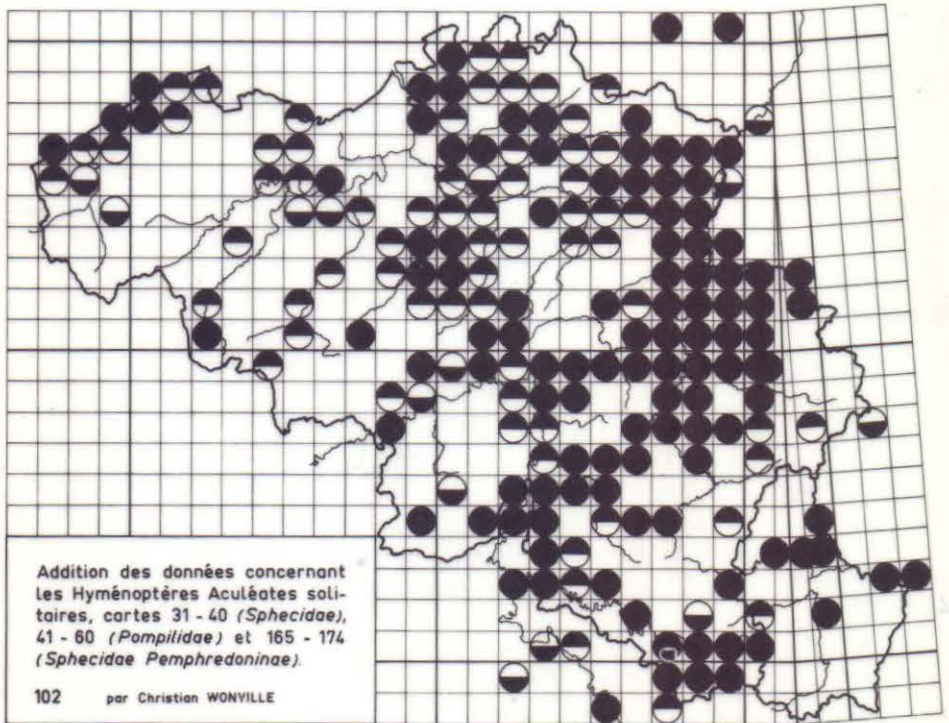 Addition des données concernant
les Hyménoptères Aculéates soli-
taires, cartes 31 - 40 (Sphecidae),
41 - 60 (Pompilidae) et 165 - 174
(Sphecidae Pemphredoninae).
102 par Christian WONVILLE